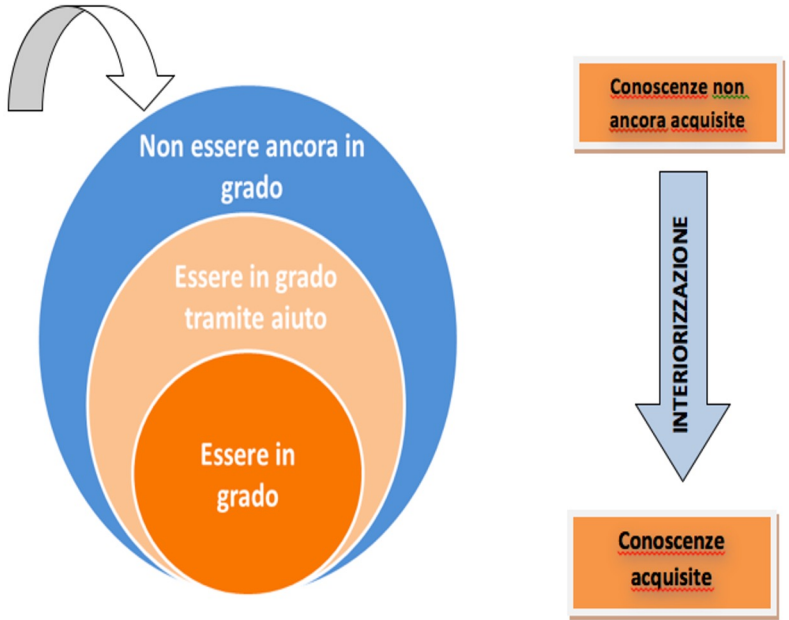 Non essere ancora in
grado
Essere in grado
tramite aiuto
Essere in
grado
Conoscenze non
ancora acquisite
INTERIORIZZAZIONE
Conoscenze
acquisite